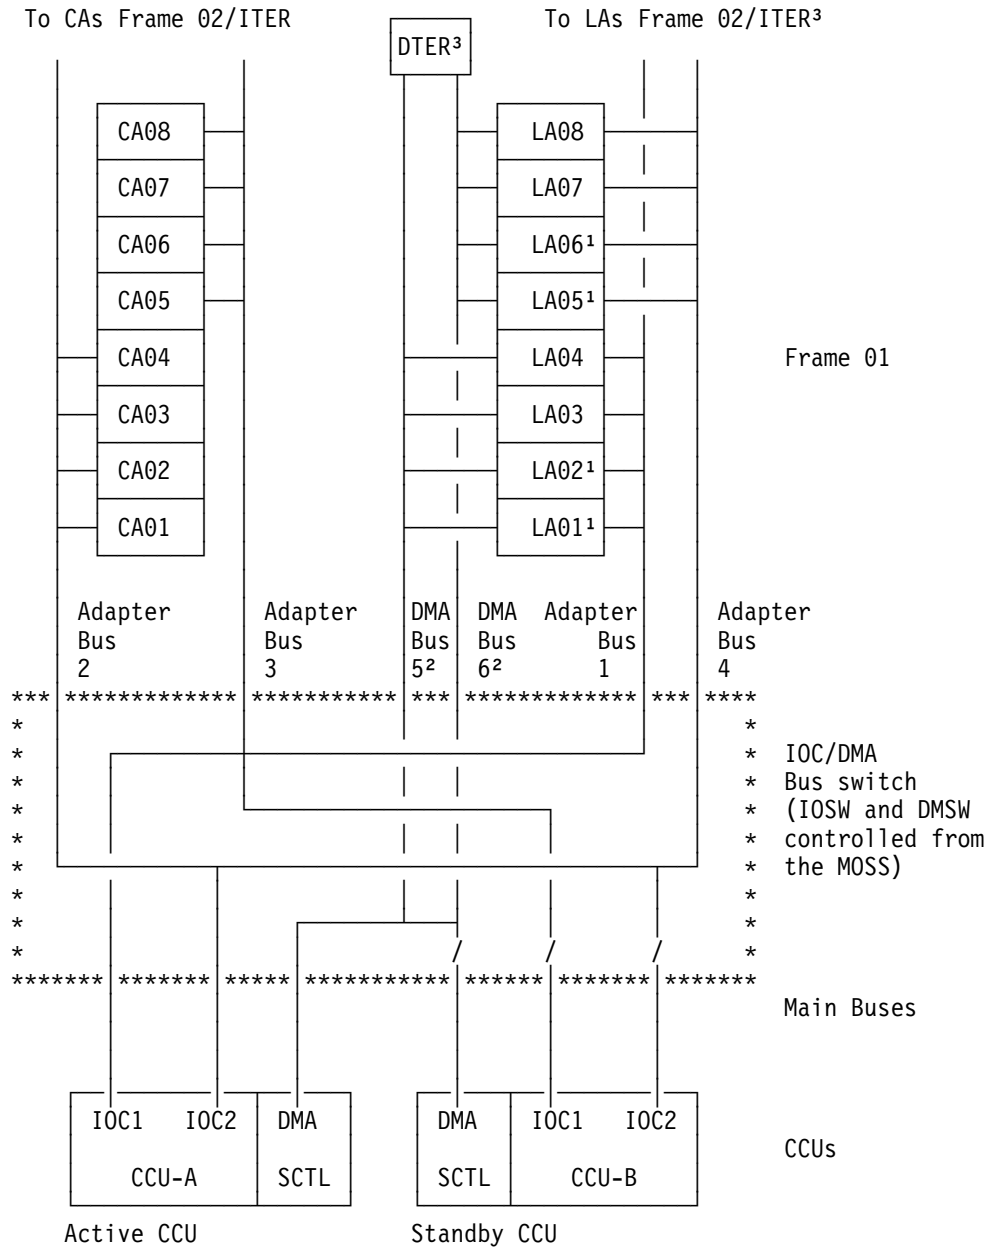 To CAs Frame 02/ITER
To LAs Frame 02/ITER³
DTER³
CA08
LA08
CA07
LA07
CA06
LA06¹
CA05
LA05¹
CA04
LA04
Frame 01
CA03
LA03
CA02
LA02¹
CA01
LA01¹
Adapter
Bus
2
Adapter
Bus
3
DMA
Bus
5²
DMA
Bus
6²
Adapter
Bus
1
Adapter
Bus
4
IOC/DMA
Bus switch
(IOSW and DMSW
controlled from
the MOSS)
Main Buses
IOC1 IOC2 DMA
DMA IOC1 IOC2
CCUs
CCU-A SCTL
SCTL CCU-B
Active CCU
Standby CCU